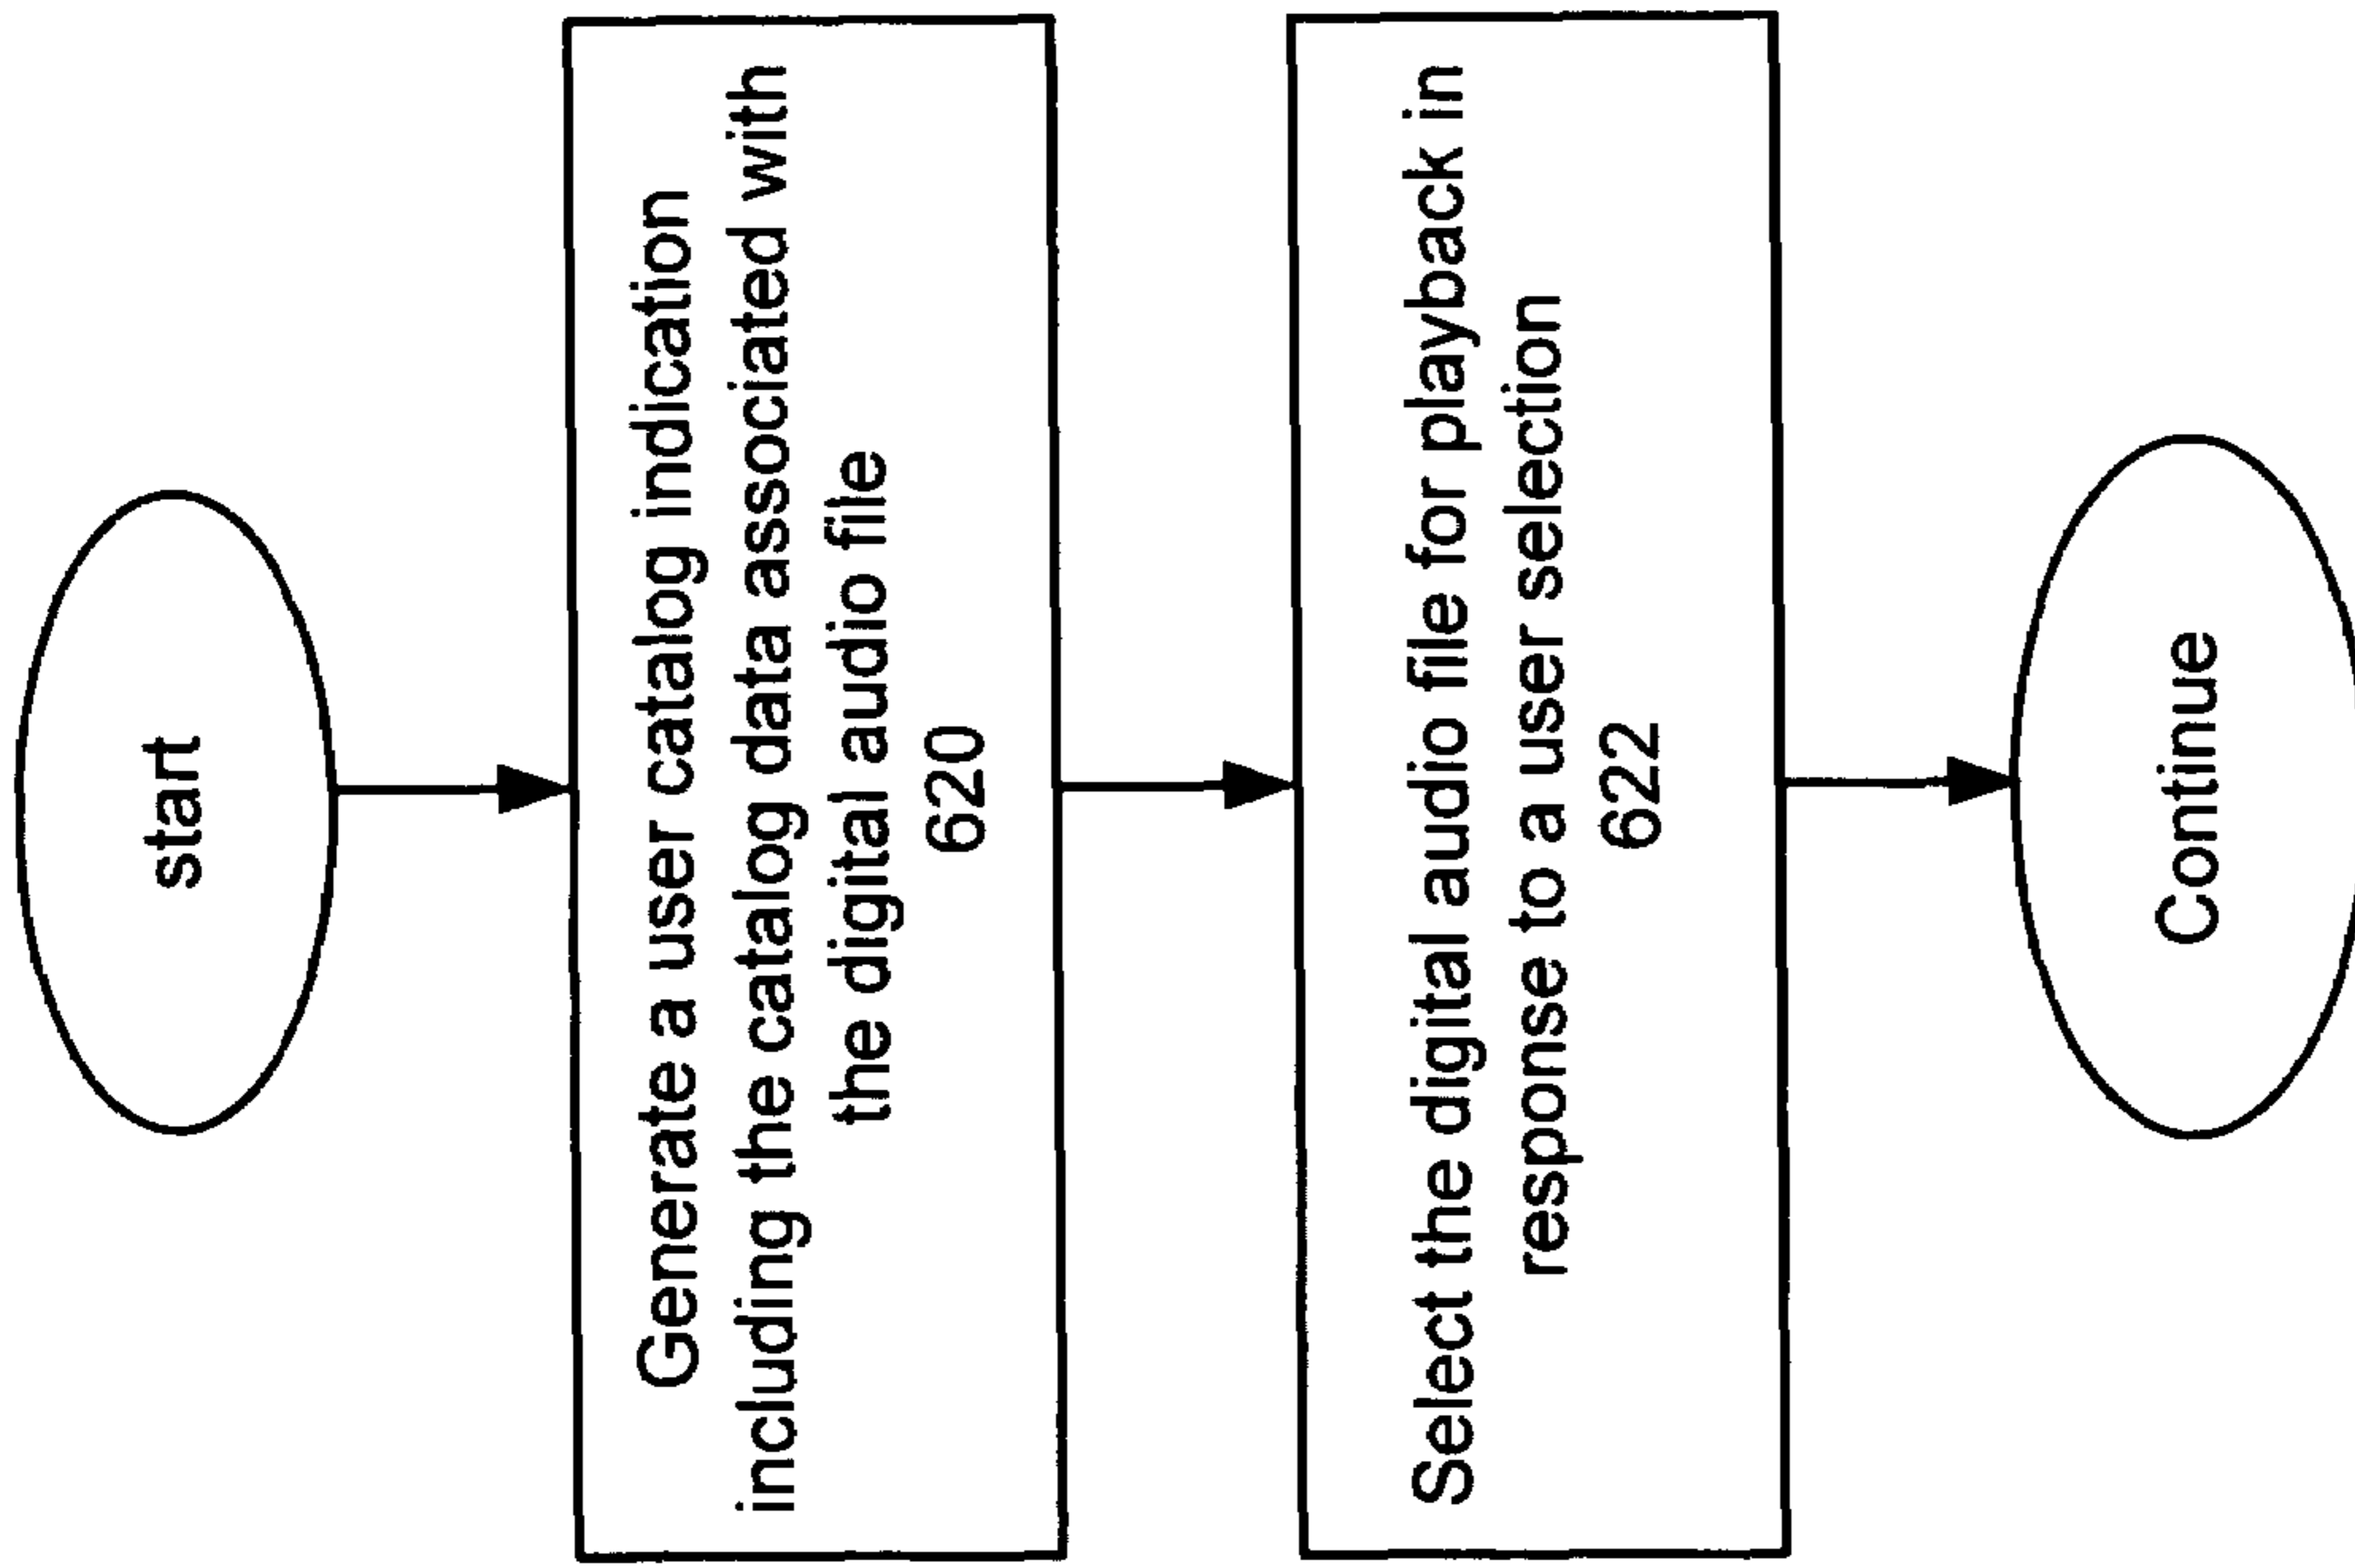 start
Generate a user catalog indication
including the catalog data associated with
the digital audio file
620
Select the digital audio file for playback in
response to a user selection
622
Continue